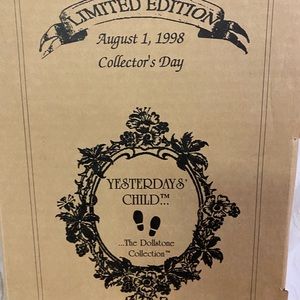 LIMITED EDITION
August 1, 1998
Collector's Day
YESTERDAYS'
CHILD™...
...The Dollstone
Collection™